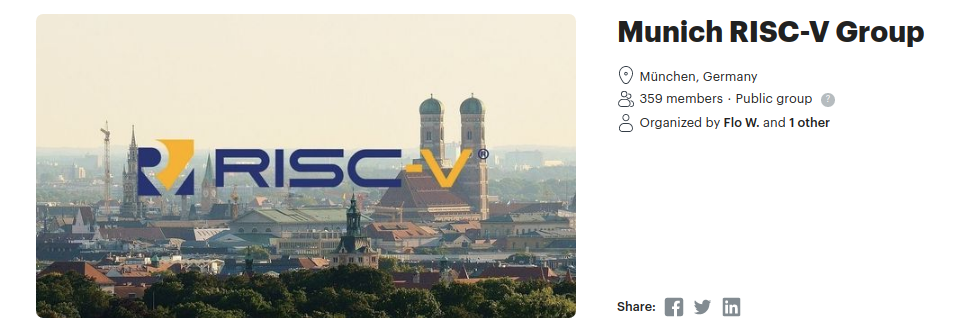 RISC-V®
Munich RISC-V Group
München, Germany
359 members · Public group ?
Organized by Flo W. and 1 other
Share: